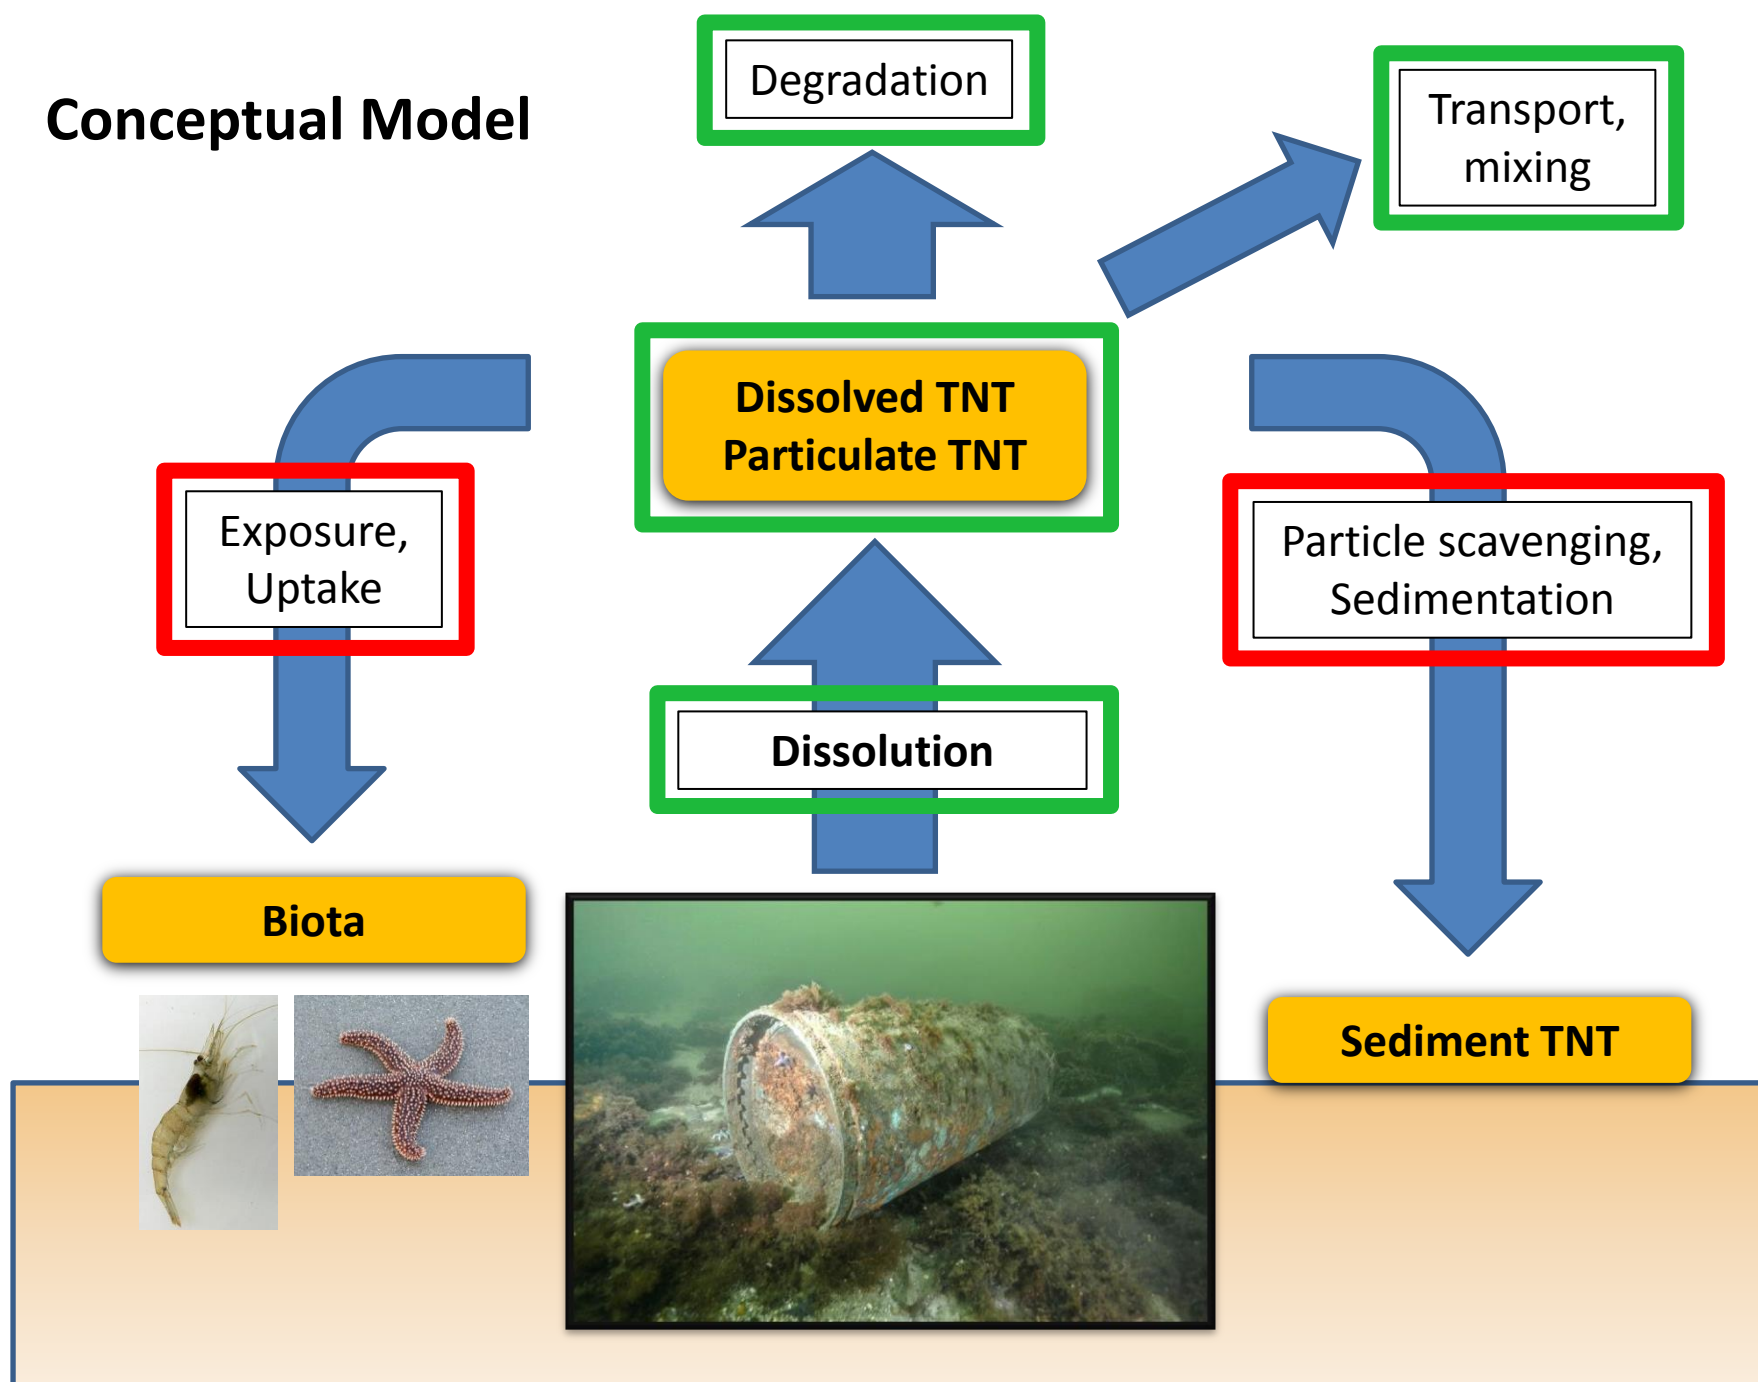 Conceptual Model
Degradation
Transport,
mixing
Dissolved TNT
Particulate TNT
Exposure,
Uptake
Particle scavenging,
Sedimentation
Dissolution
Biota
Sediment TNT